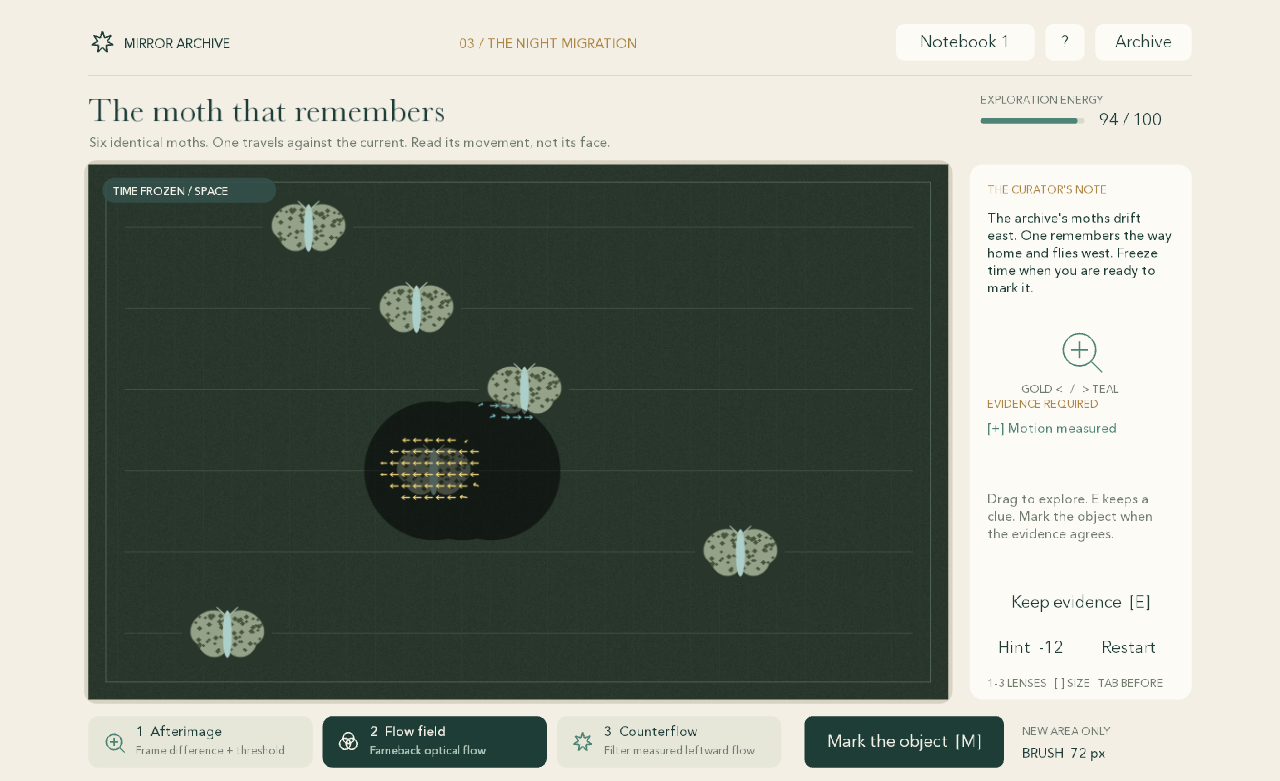 MIRROR ARCHIVE
03 / THE NIGHT MIGRATION
Notebook 1
?
Archive
The moth that remembers
Six identical moths. One travels against the current. Read its movement, not its face.
EXPLORATION ENERGY
94 / 100
TIME FROZEN / SPACE
THE CURATOR'S NOTE
The archive's moths drift
east. One remembers the way
home and flies west. Freeze
time when you are ready to
mark it.
GOLD < / > TEAL
EVIDENCE REQUIRED
[+] Motion measured
Drag to explore. E keeps a
clue. Mark the object when
the evidence agrees.
Keep evidence [E]
Hint -12
Restart
1-3 LENSES [ ] SIZE TAB BEFORE
1 Afterimage
Frame difference + threshold
2 Flow field
Farneback optical flow
3 Counterflow
Filter measured leftward flow
Mark the object [M]
NEW AREA ONLY
BRUSH 72 px